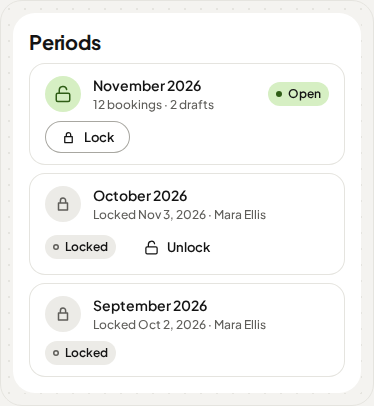 Periods
November 2026
12 bookings · 2 drafts
Open
Lock
October 2026
Locked Nov 3, 2026 · Mara Ellis
Locked
Unlock
September 2026
Locked Oct 2, 2026 · Mara Ellis
Locked